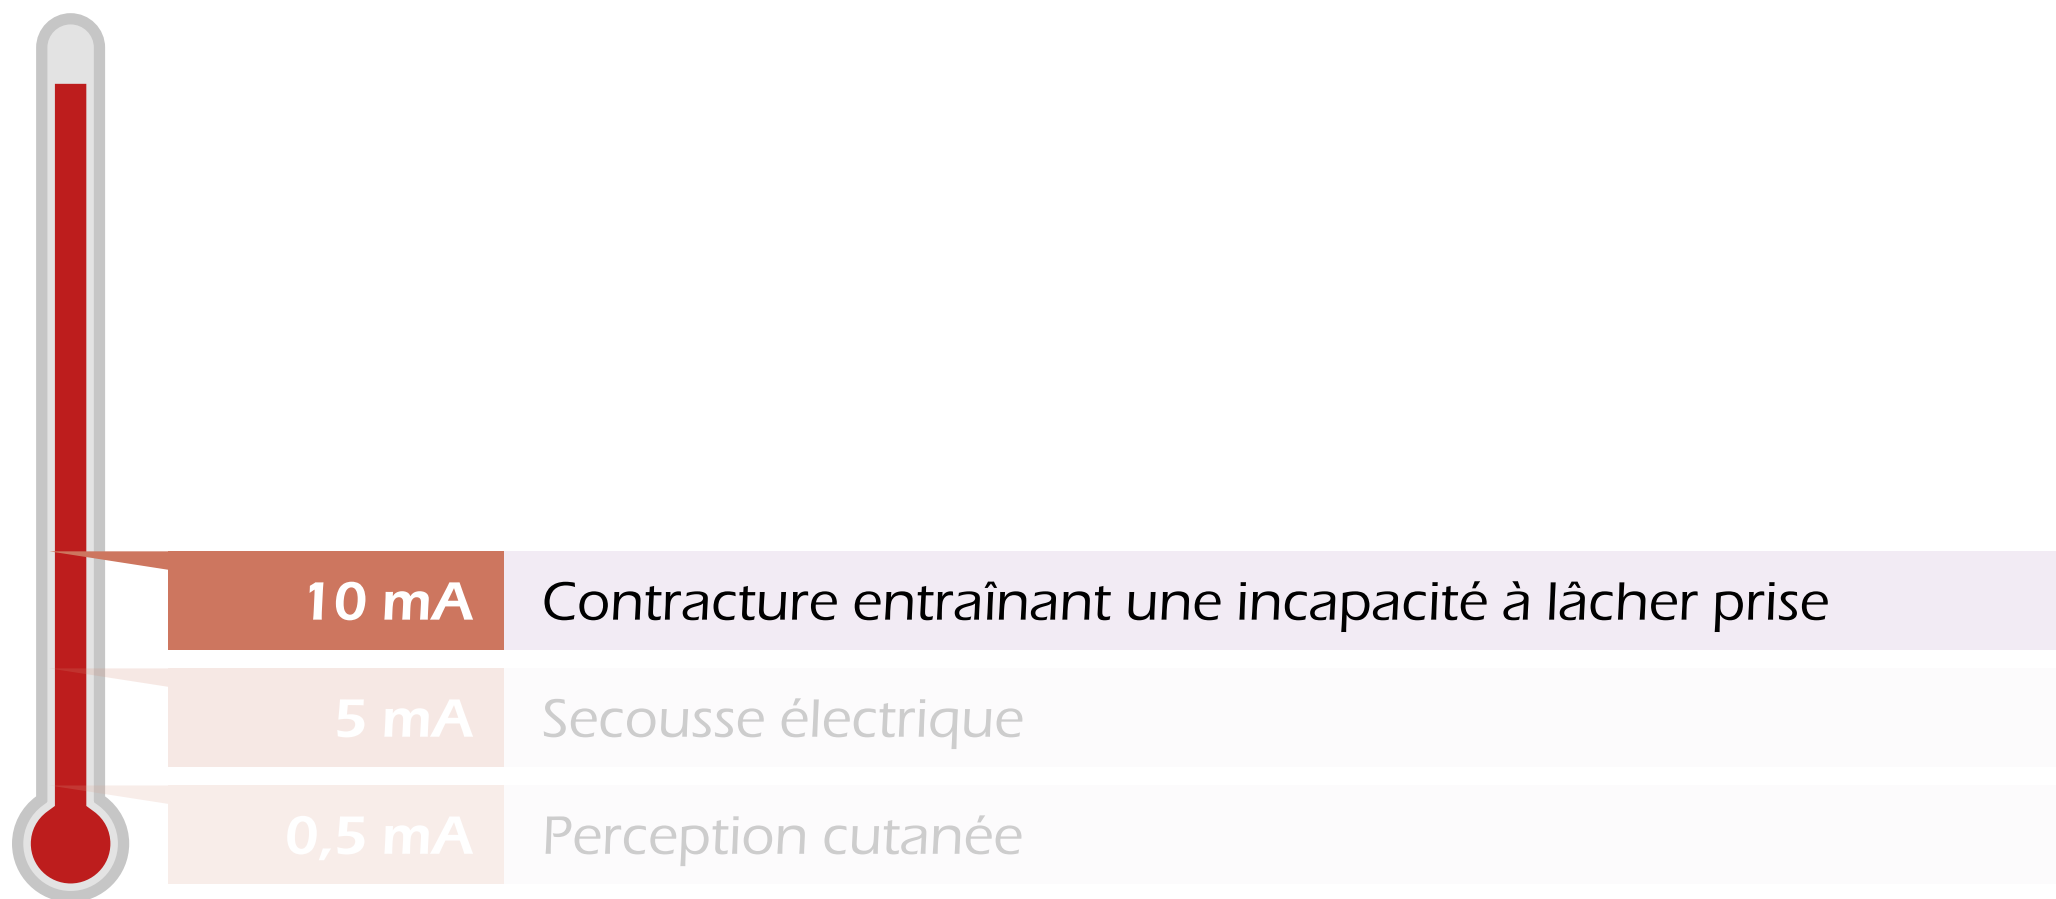 10 mA Contracture entraînant une incapacité à lâcher prise
5 mA Secousse électrique
0,5 mA Perception cutanée